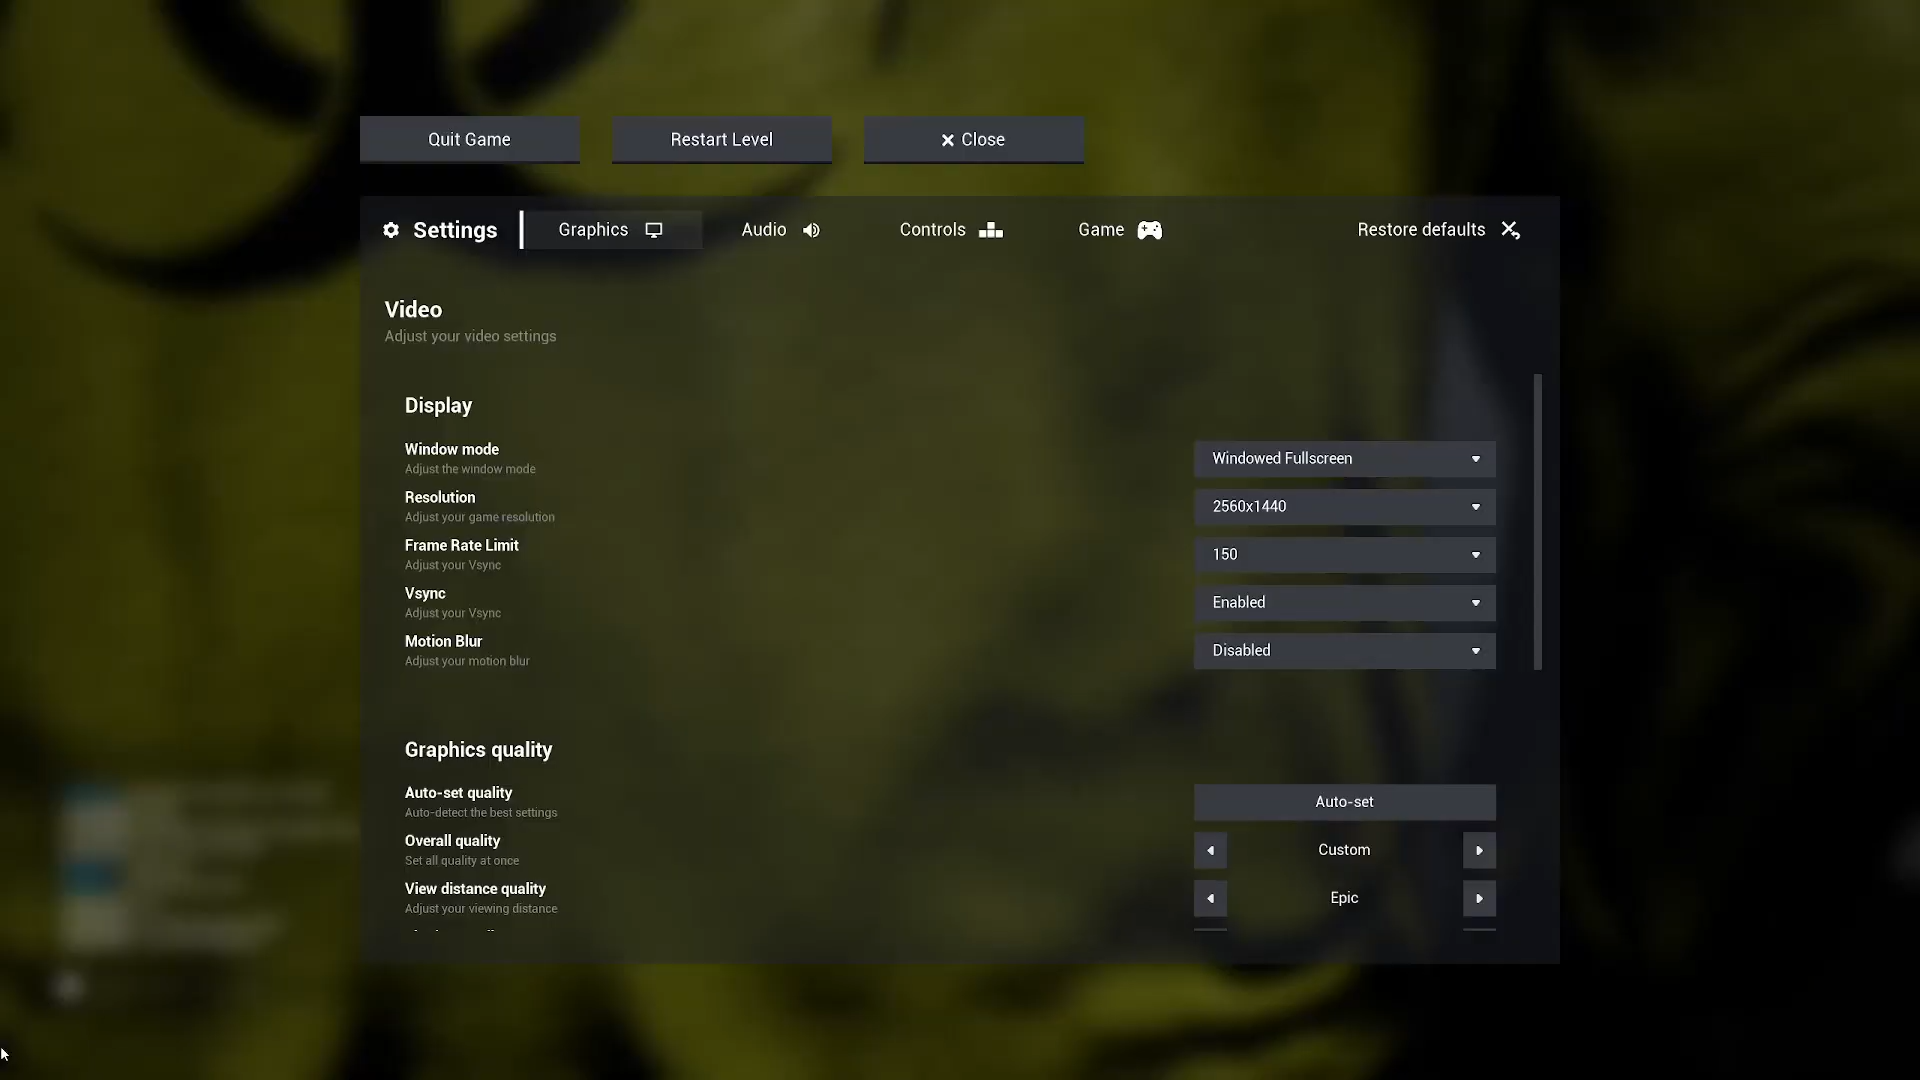 Quit Game
Restart Level
Close
Settings
Graphics
Audio
Controls
Game
Restore defaults
Video
Adjust your video settings
Display
Window mode
Adjust the window mode
Windowed Fullscreen
Resolution
Adjust your game resolution
2560x1440
Frame Rate Limit
Adjust your Vsync
150
Vsync
Adjust your Vsync
Enabled
Motion Blur
Adjust your motion blur
Disabled
Graphics quality
Auto-set quality
Auto-detect the best settings
Auto-set
Overall quality
Set all quality at once
Custom
View distance quality
Adjust your viewing distance
Epic